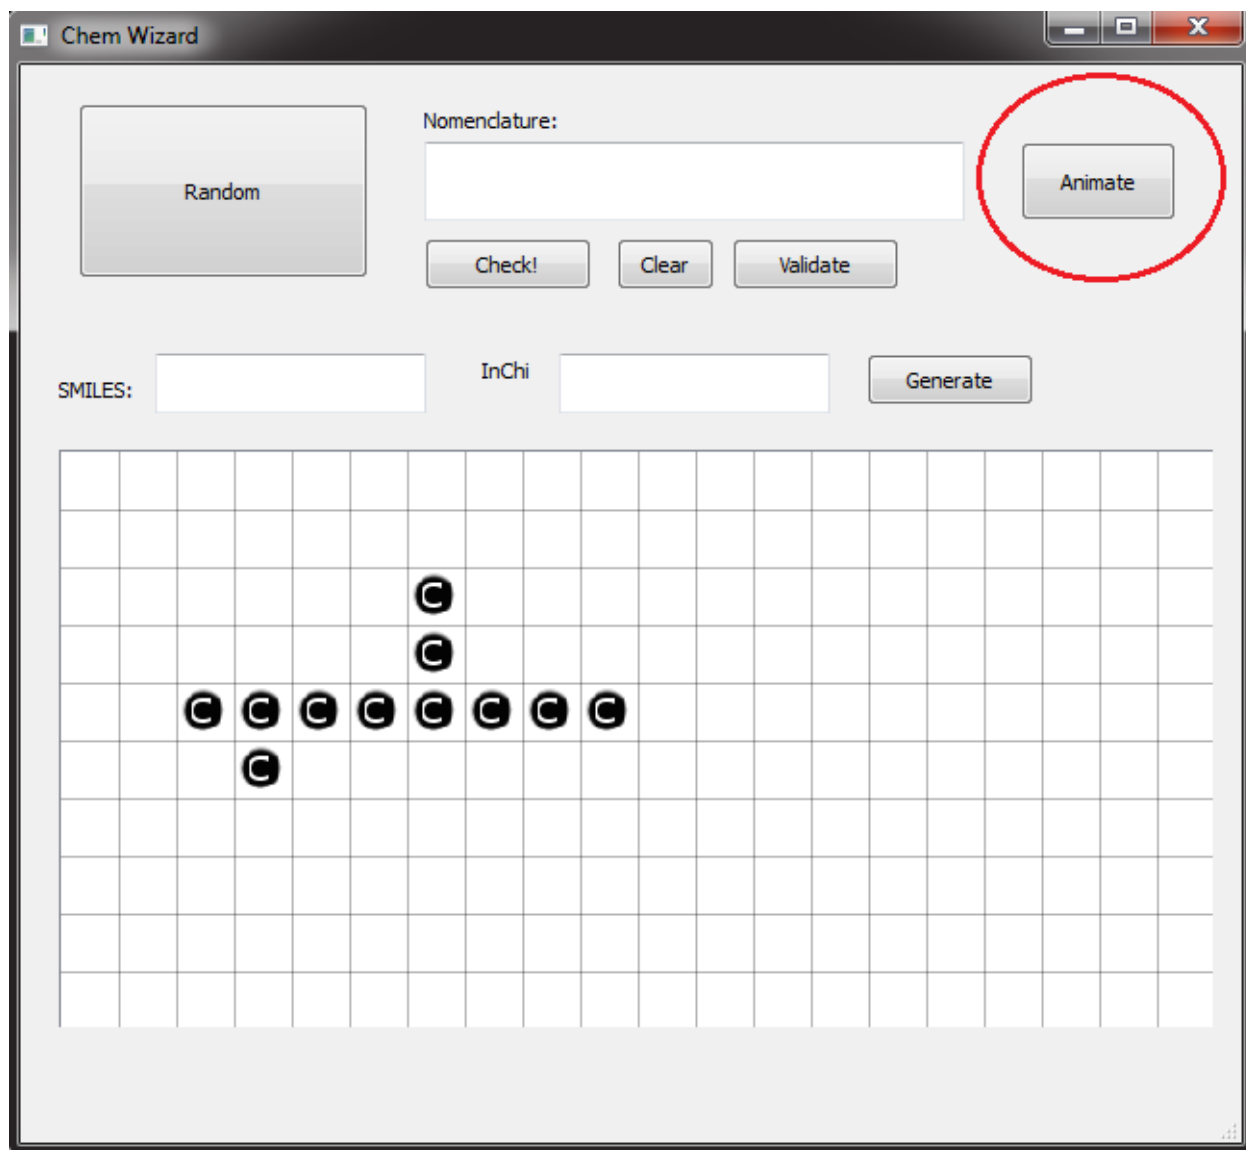 Chem Wizard
Nomenclature:
Random
Animate
Check! Clear Validate
SMILES: InChi Generate
C
C
C C C C C C C C
C